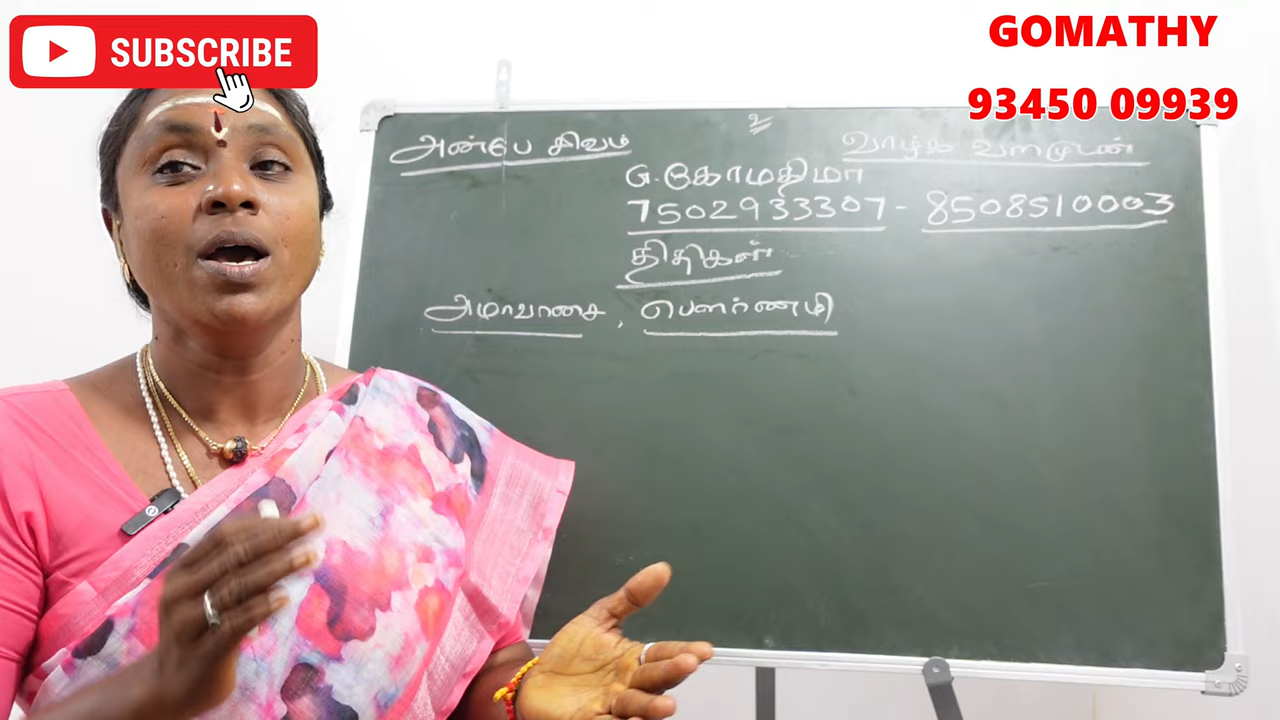 SUBSCRIBE
GOMATHY
93450 09939
உ
அன்பே சிவம்
வாழ்க வளமுடன்
G.கோமதிமா
7502933307 - 8508510003
திதிகள்
அமாவாசை, பௌர்ணமி